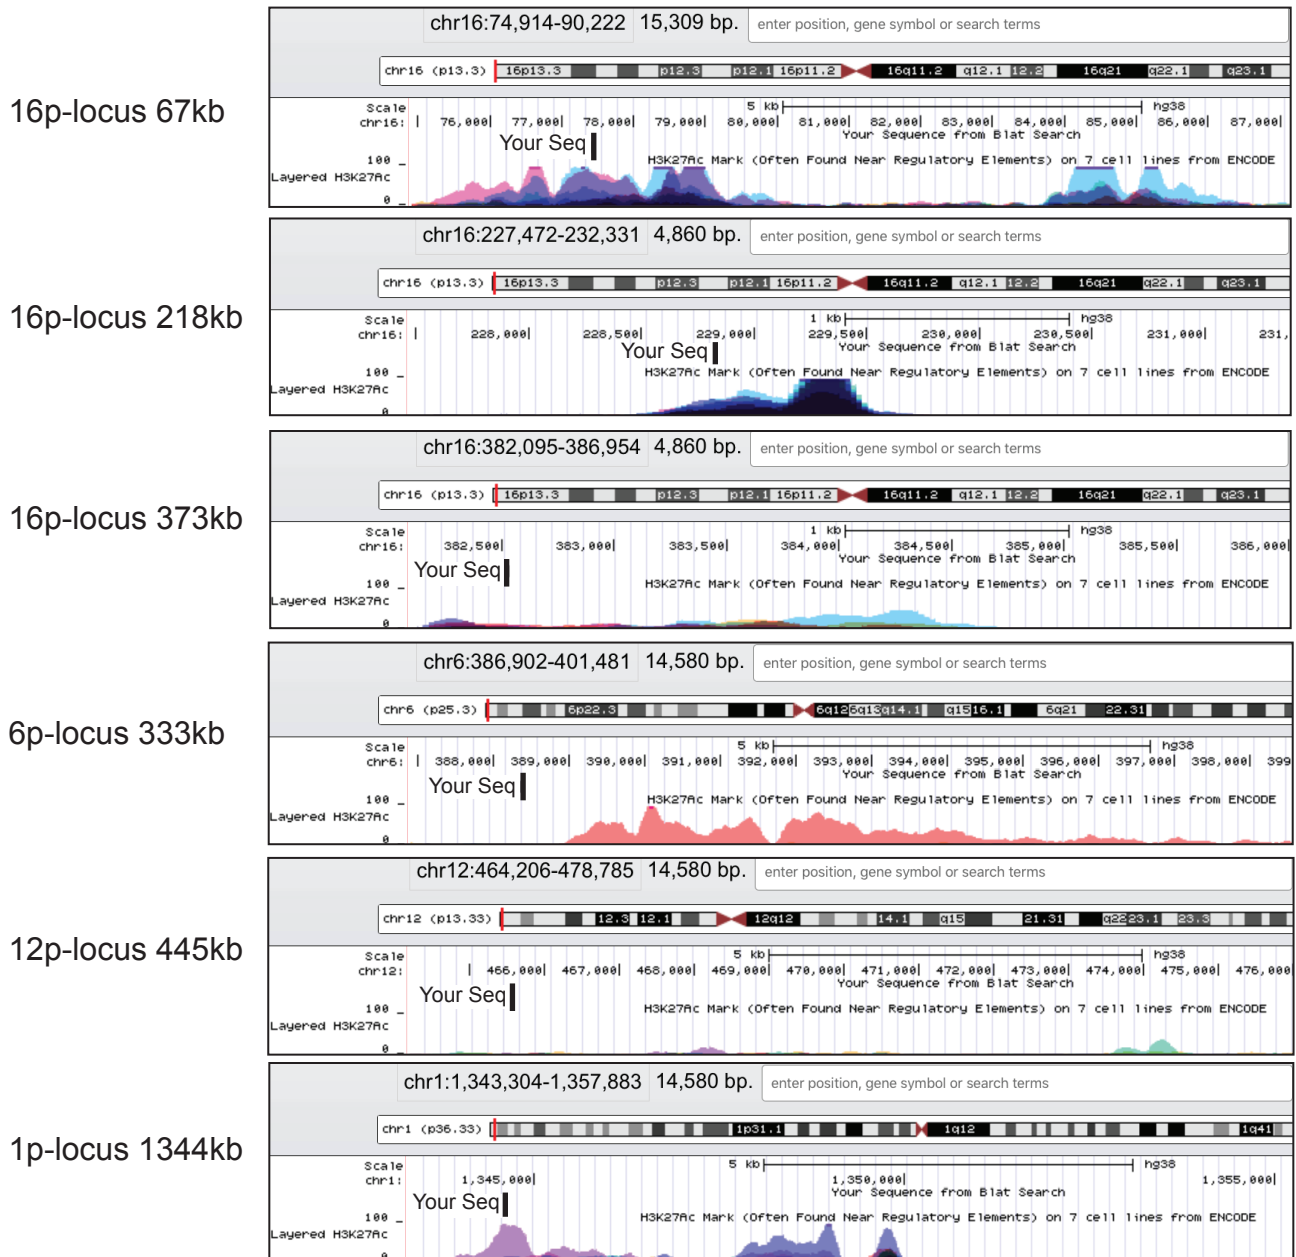 16p-locus 67kb
chr16:74,914-90,222 15,309 bp. enter position, gene symbol or search terms
chr16 (p13.3) 16p13.3 p12.3 p12.1 16p11.2 16q11.2 q12.1 12.2 16q21 q22.1 q23.1
Scale 5 kb hg38
chr16: 76,000 77,000 78,000 79,000 80,000 81,000 82,000 83,000 84,000 85,000 86,000 87,000
Your Sequence from Blat Search
Your Seq
H3K27Ac Mark (Often Found Near Regulatory Elements) on 7 cell lines from ENCODE
100
Layered H3K27Ac
0
16p-locus 218kb
chr16:227,472-232,331 4,860 bp. enter position, gene symbol or search terms
chr16 (p13.3) 16p13.3 p12.3 p12.1 16p11.2 16q11.2 q12.1 12.2 16q21 q22.1 q23.1
Scale 1 kb hg38
chr16: 228,000 228,500 229,000 229,500 230,000 230,500 231,000 231,
Your Sequence from Blat Search
Your Seq
H3K27Ac Mark (Often Found Near Regulatory Elements) on 7 cell lines from ENCODE
100
Layered H3K27Ac
0
16p-locus 373kb
chr16:382,095-386,954 4,860 bp. enter position, gene symbol or search terms
chr16 (p13.3) 16p13.3 p12.3 p12.1 16p11.2 16q11.2 q12.1 12.2 16q21 q22.1 q23.1
Scale 1 kb hg38
chr16: 382,500 383,000 383,500 384,000 384,500 385,000 385,500 386,000
Your Sequence from Blat Search
Your Seq
H3K27Ac Mark (Often Found Near Regulatory Elements) on 7 cell lines from ENCODE
100
Layered H3K27Ac
0
6p-locus 333kb
chr6:386,902-401,481 14,580 bp. enter position, gene symbol or search terms
chr6 (p25.3) 6p22.3 6q12 6q13 q14.1 q15 16.1 6q21 22.31
Scale 5 kb hg38
chr6: 388,000 389,000 390,000 391,000 392,000 393,000 394,000 395,000 396,000 397,000 398,000 399
Your Sequence from Blat Search
Your Seq
H3K27Ac Mark (Often Found Near Regulatory Elements) on 7 cell lines from ENCODE
100
Layered H3K27Ac
0
12p-locus 445kb
chr12:464,206-478,785 14,580 bp. enter position, gene symbol or search terms
chr12 (p13.33) 12.3 12.1 12q12 14.1 q15 21.31 q22 23.1 23.3
Scale 5 kb hg38
chr12: 466,000 467,000 468,000 469,000 470,000 471,000 472,000 473,000 474,000 475,000 476,000
Your Sequence from Blat Search
Your Seq
H3K27Ac Mark (Often Found Near Regulatory Elements) on 7 cell lines from ENCODE
100
Layered H3K27Ac
0
1p-locus 1344kb
chr1:1,343,304-1,357,883 14,580 bp. enter position, gene symbol or search terms
chr1 (p36.33) 1p31.1 1q12 1q41
Scale 5 kb hg38
chr1: 1,345,000 1,350,000 1,355,000
Your Sequence from Blat Search
Your Seq
H3K27Ac Mark (Often Found Near Regulatory Elements) on 7 cell lines from ENCODE
100
Layered H3K27Ac
0